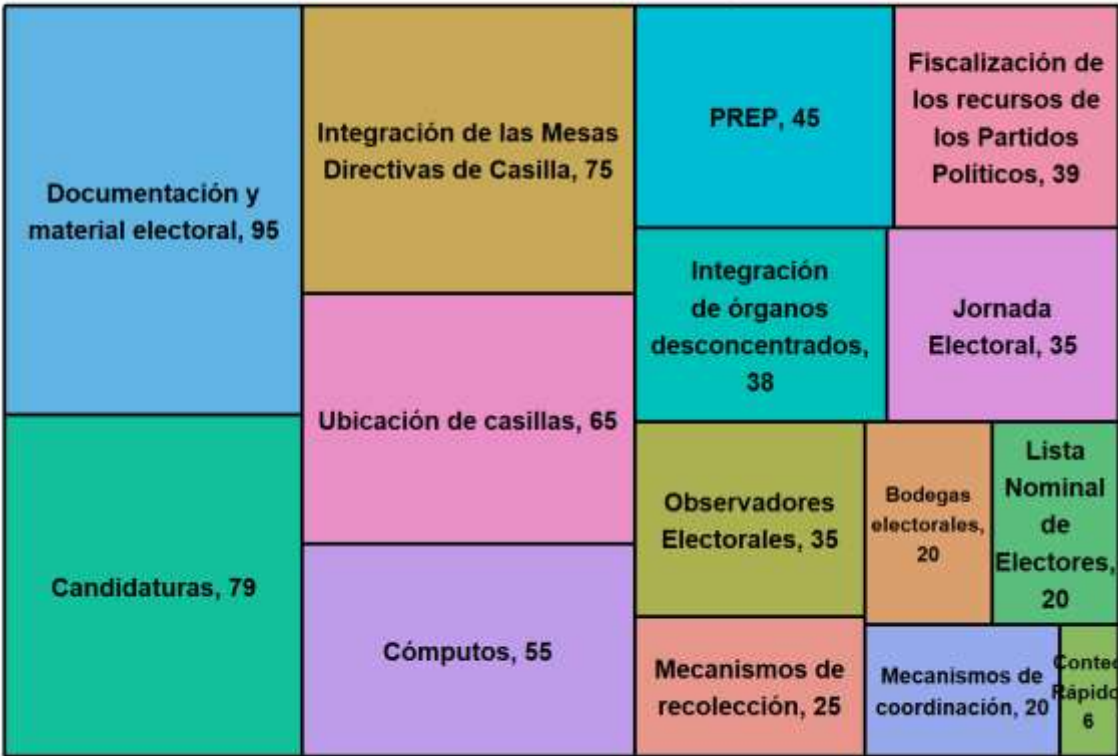 Documentación y
material electoral, 95
Candidaturas, 79
Integración de las Mesas
Directivas de Casilla, 75
Ubicación de casillas, 65
Cómputos, 55
PREP, 45
Fiscalización de
los recursos de
los Partidos
Políticos, 39
Integración
de órganos
desconcentrados,
38
Jornada
Electoral, 35
Observadores
Electorales, 35
Bodegas
electorales,
20
Lista
Nominal
de
Electores,
20
Mecanismos de
recolección, 25
Mecanismos de
coordinación, 20
Conteo
Rápido
6